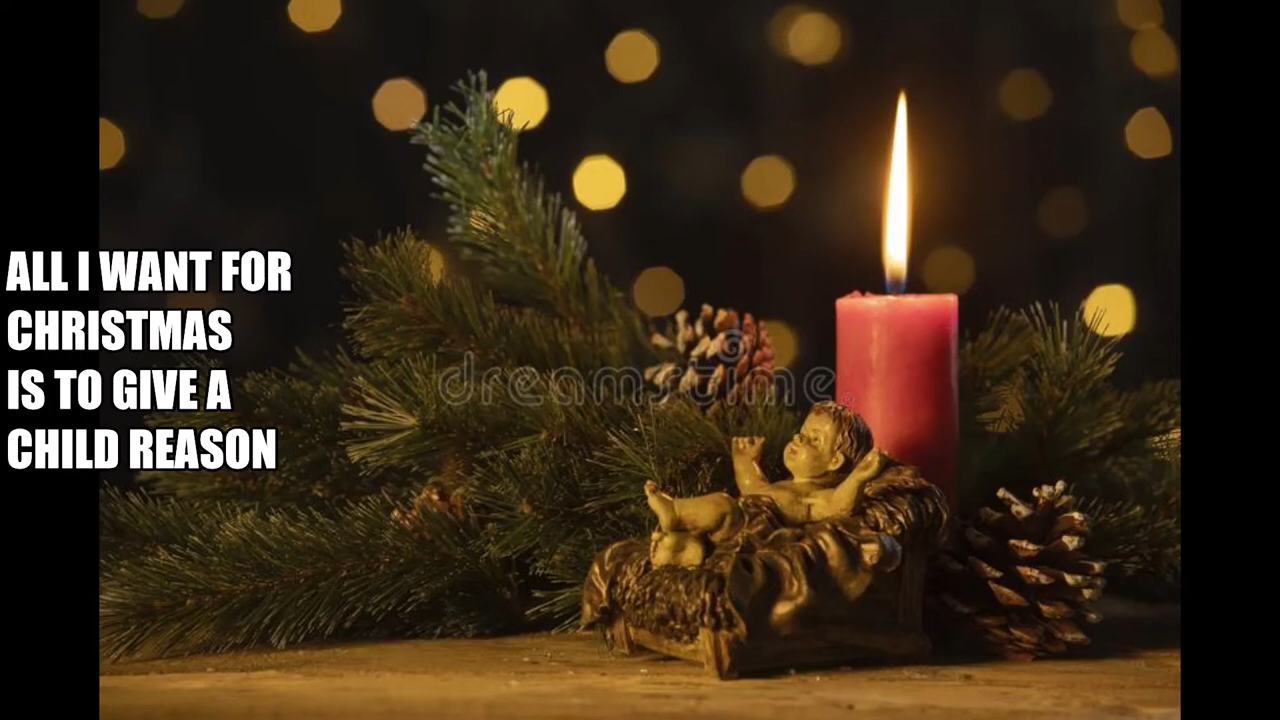 ALL I WANT FOR
CHRISTMAS
IS TO GIVE A
CHILD REASON
dreamstime